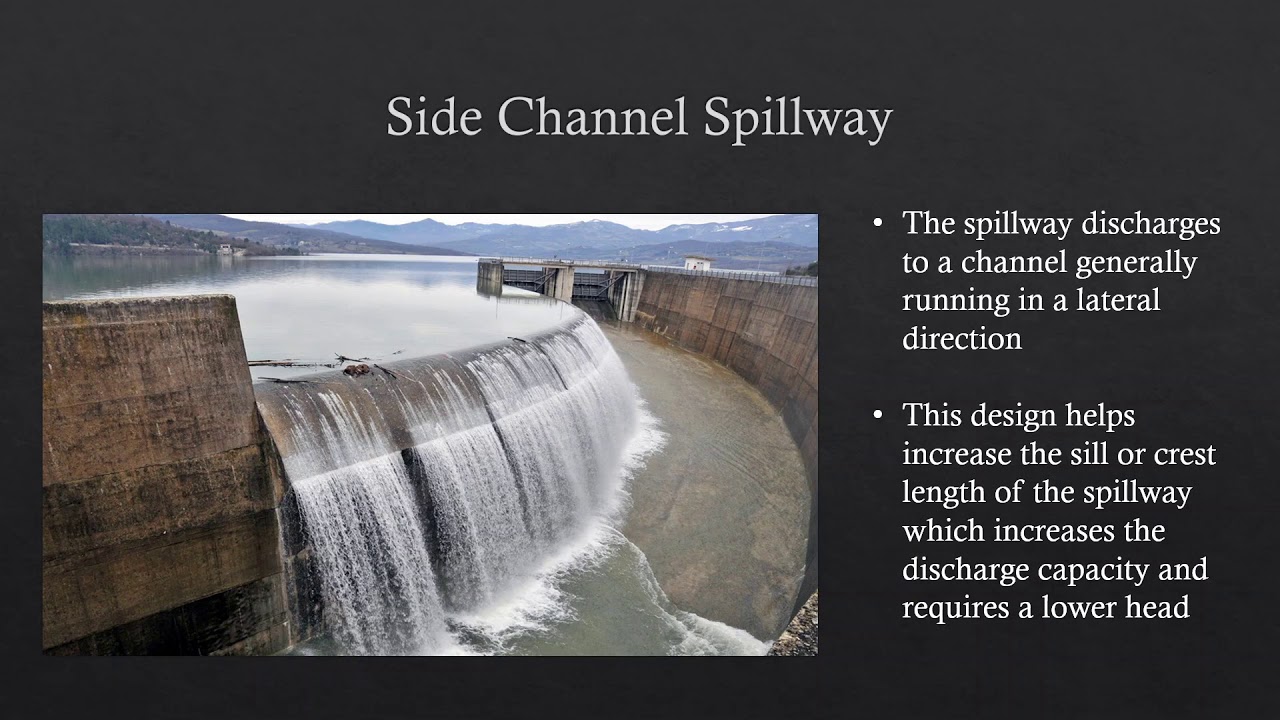 Side Channel Spillway
• The spillway discharges
to a channel generally
running in a lateral
direction
• This design helps
increase the sill or crest
length of the spillway
which increases the
discharge capacity and
requires a lower head